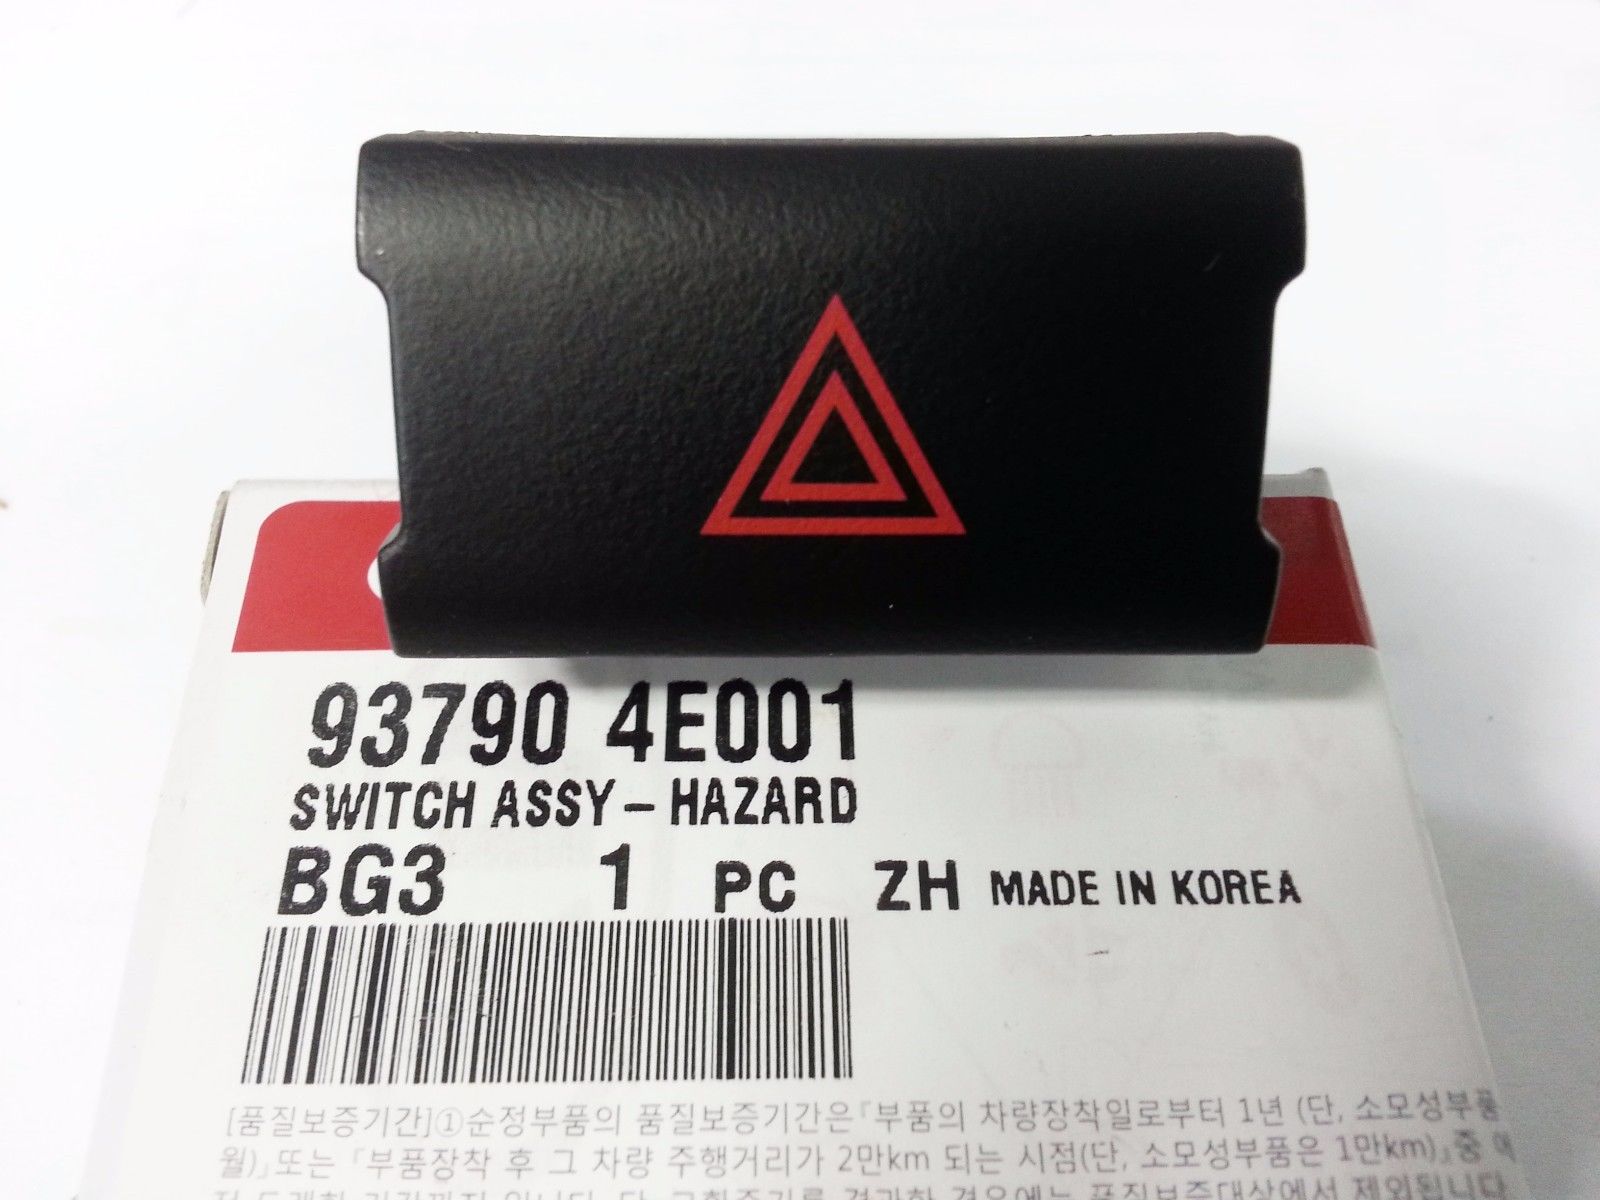 93790 4E001
SWITCH ASSY - HAZARD
BG3 1 PC ZH MADE IN KOREA
[품질보증기간]①순정부품의 품질보증기간은「부품의 차량장착일로부터 1년 (단, 소모성부품
월)」또는 「부품장착 후 그 차량 주행거리가 2만km 되는 시점(단, 소모성부품은 1만km)」중